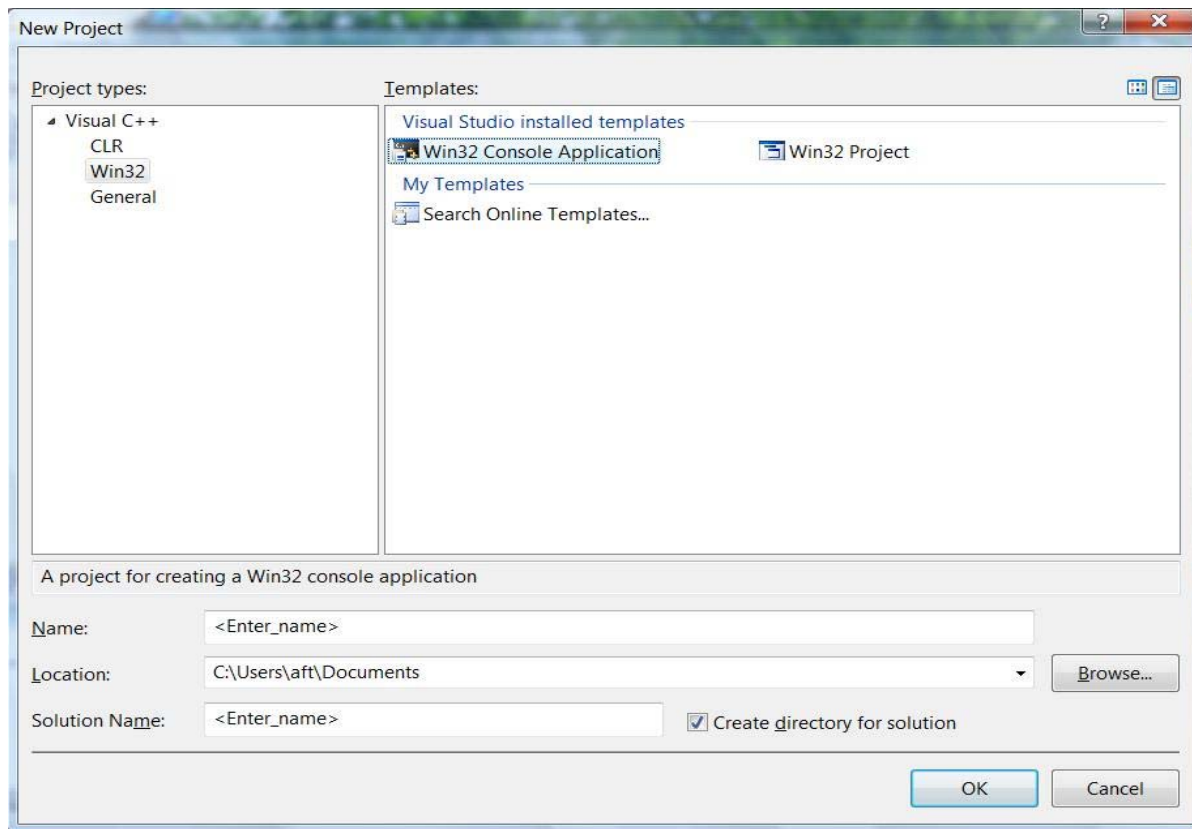 New Project
Project types:
Templates:
Visual C++
CLR
Win32
General
Visual Studio installed templates
Win32 Console Application
Win32 Project
My Templates
Search Online Templates...
A project for creating a Win32 console application
Name:
<Enter_name>
Location:
C:\Users\aft\Documents
Browse...
Solution Name:
<Enter_name>
Create directory for solution
OK
Cancel